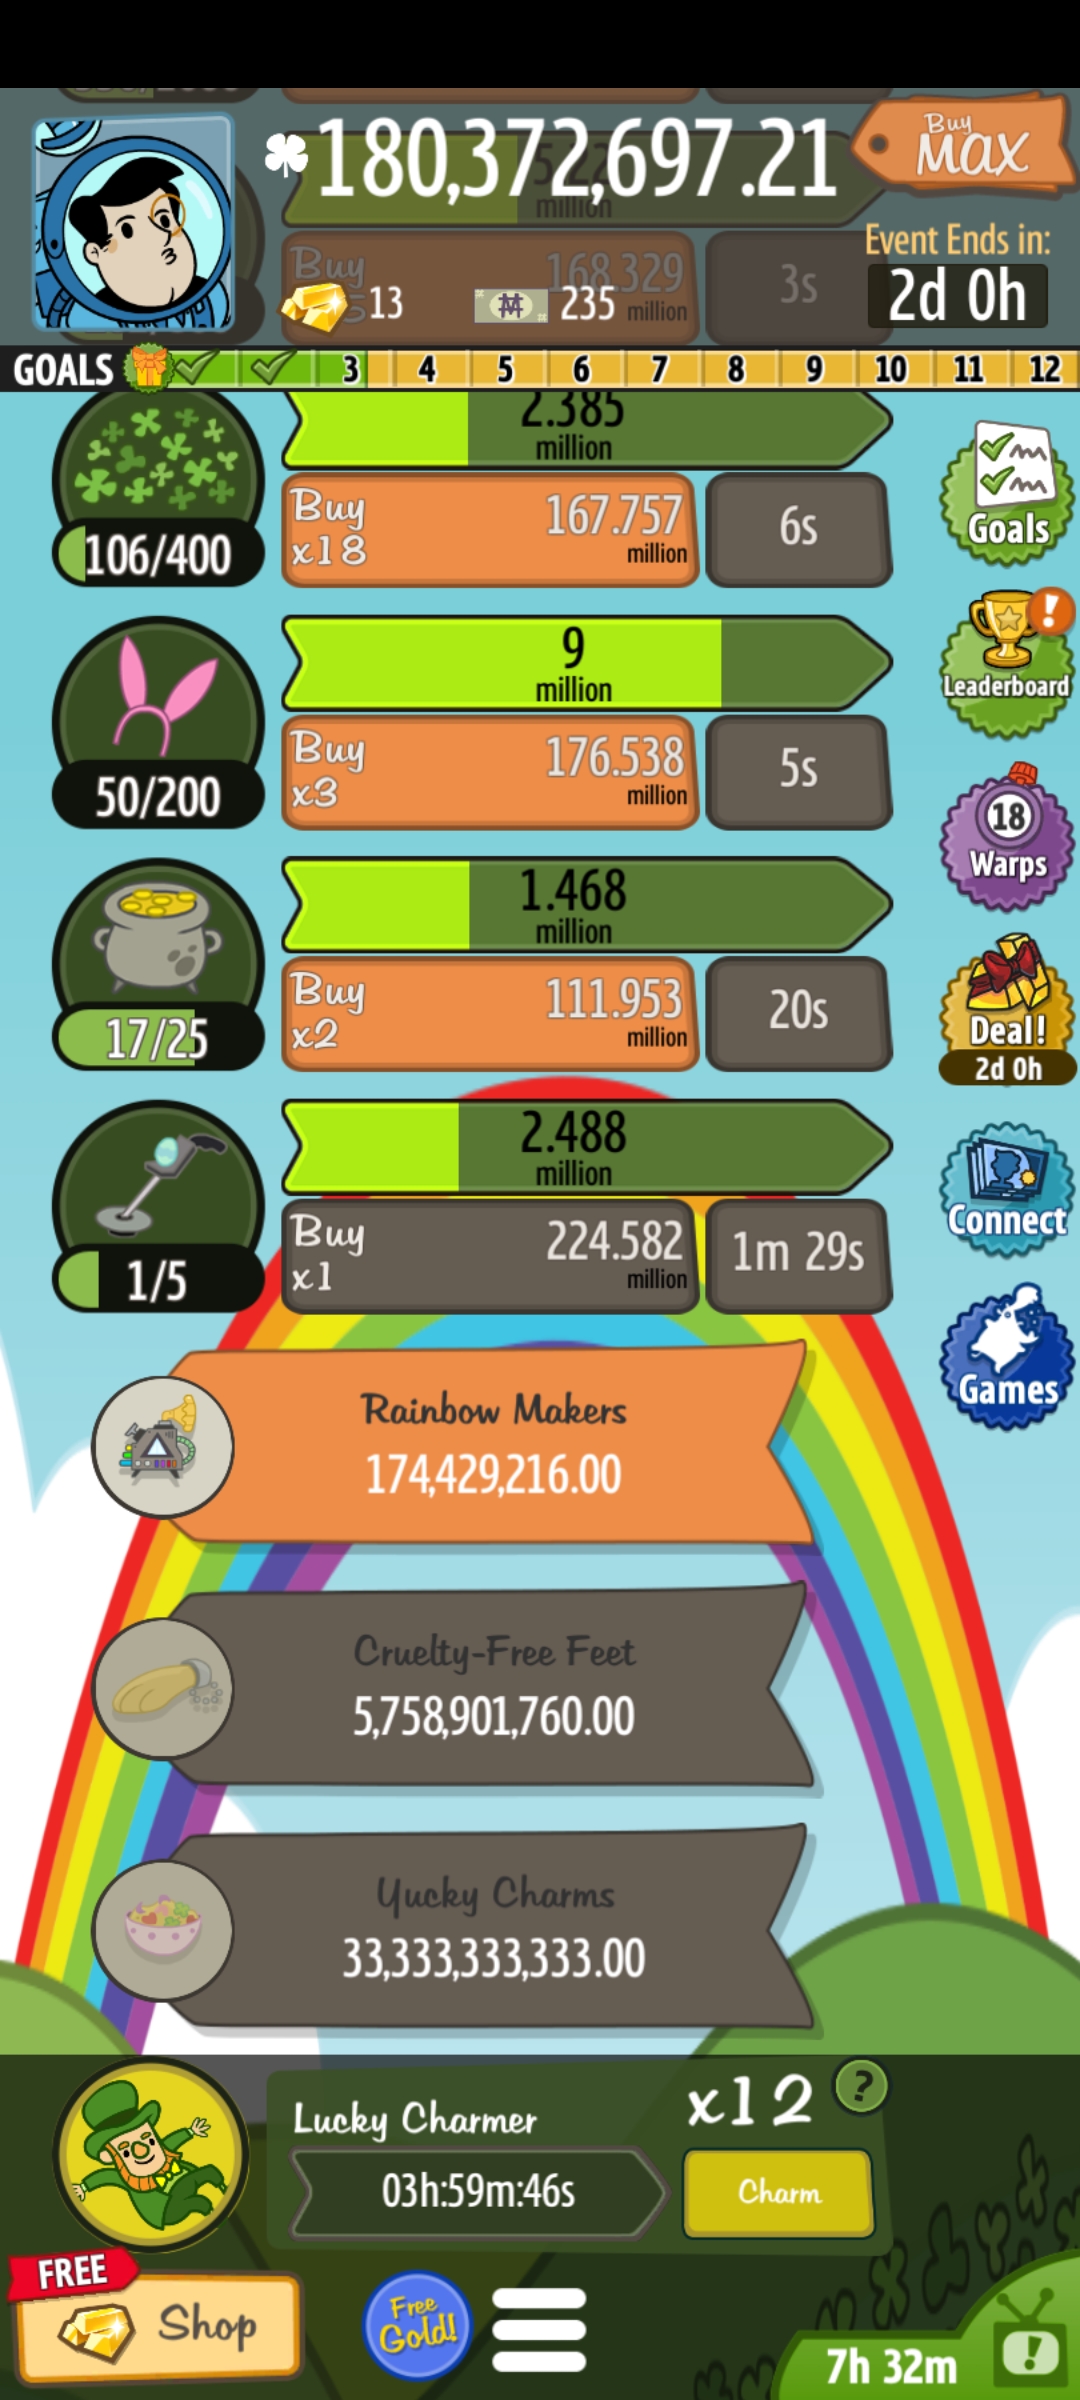 180,372,697.21
Buy
MAX
million
Buy
168.329
million
3s
13
235
Event Ends in:
2d 0h
GOALS 3 4 5 6 7 8 9 10 11 12
2.385
million
106/400
Buy
x18
167.757
million
6s
Goals
9
million
50/200
Buy
x3
176.538
million
5s
Leaderboard
18
Warps
1.468
million
17/25
Buy
x2
111.953
million
20s
Deal!
2d 0h
2.488
million
1/5
Buy
x1
224.582
million
1m 29s
Connect
Games
Rainbow Makers
174,429,216.00
Cruelty-Free Feet
5,758,901,760.00
Yucky Charms
33,333,333,333.00
Lucky Charmer
x12
?
03h:59m:46s
Charm
FREE
Shop
Free
Gold!
7h 32m